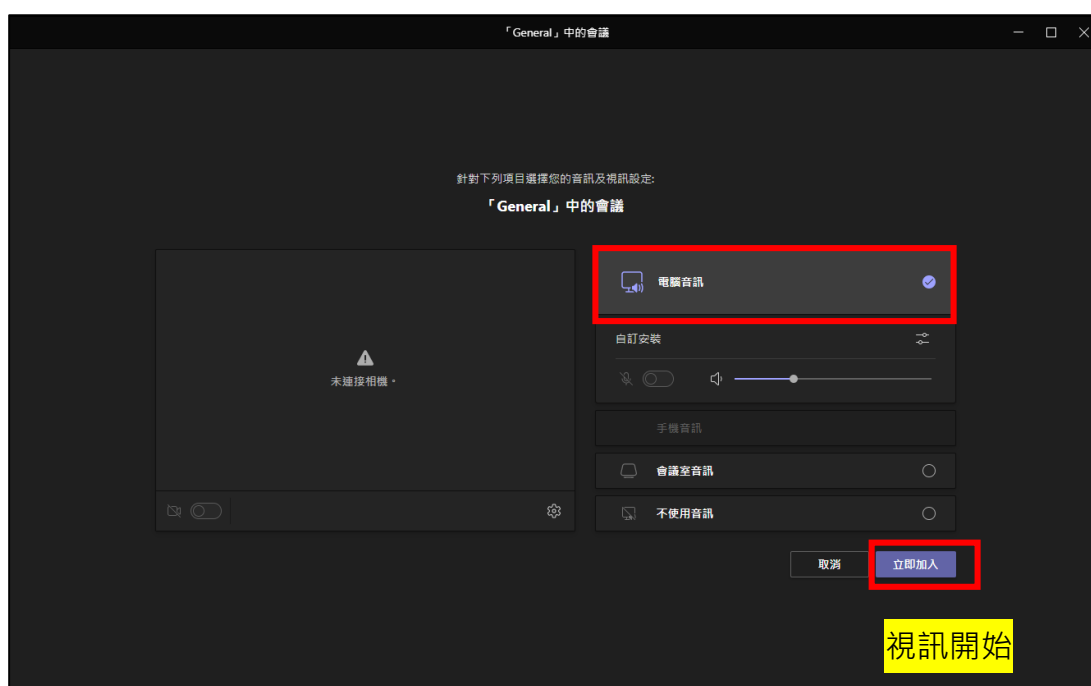 「General」中的會議
針對下列項目選擇您的音訊及視訊設定:
「General」中的會議
未連接相機。
電腦音訊
自訂安裝
手機音訊
會議室音訊
不使用音訊
取消
立即加入
視訊開始